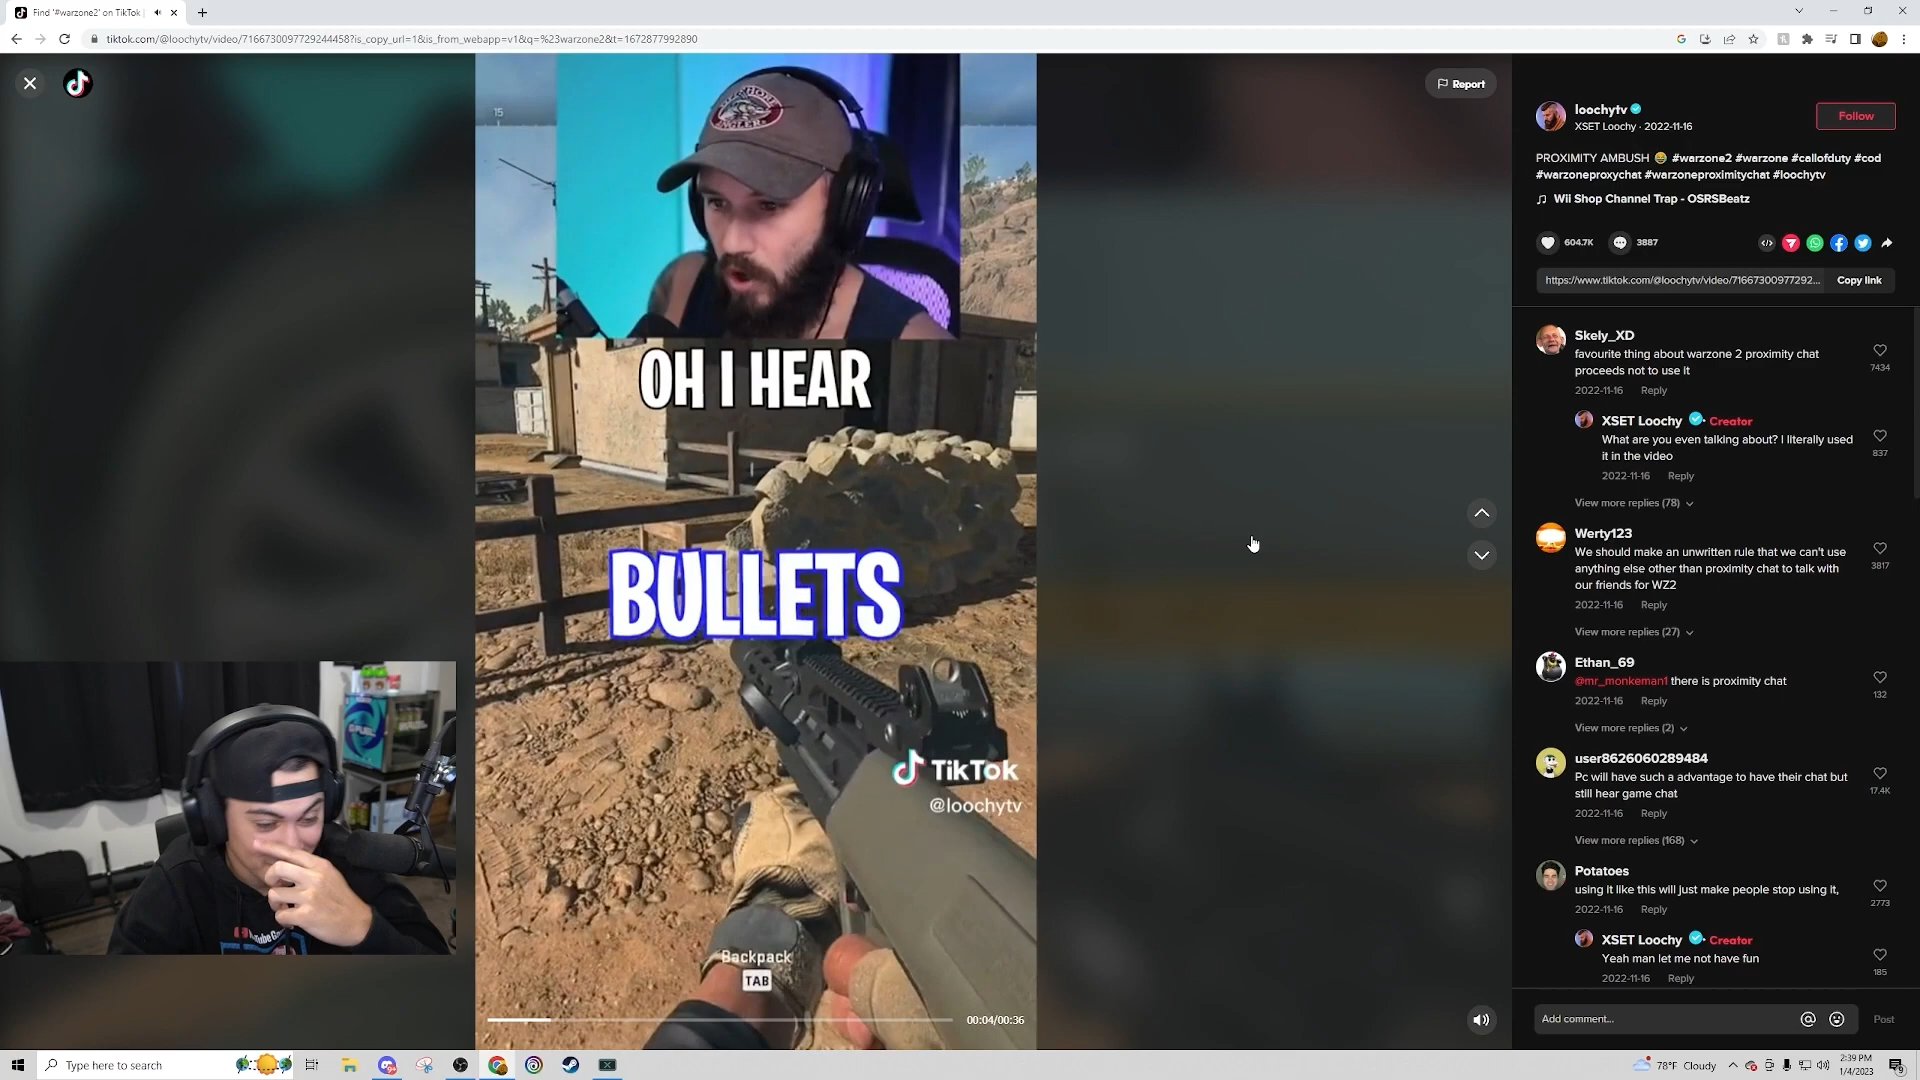 Find '#warzone2' on TikTok |
tiktok.com/@loochytv/video/7166730097729244458?is_copy_url=1&is_from_webapp=v1&q=%23warzone2&t=1672877992890
Report
15
OH I HEAR
BULLETS
TikTok
@loochytv
Backpack
TAB
00:04/00:36
loochytv
XSET Loochy · 2022-11-16
Follow
PROXIMITY AMBUSH 😂 #warzone2 #warzone #callofduty #cod
#warzoneproxychat #warzoneproximitychat #loochytv
Wii Shop Channel Trap - OSRSBeatz
604.7K
3887
https://www.tiktok.com/@loochytv/video/71667300977292...
Copy link
Skely_XD
favourite thing about warzone 2 proximity chat
proceeds not to use it
7434
2022-11-16 Reply
XSET Loochy · Creator
What are you even talking about? I literally used
it in the video
837
2022-11-16 Reply
View more replies (78)
Werty123
We should make an unwritten rule that we can't use
anything else other than proximity chat to talk with
our friends for WZ2
3817
2022-11-16 Reply
View more replies (27)
Ethan_69
@mr_monkeman1 there is proximity chat
132
2022-11-16 Reply
View more replies (2)
user8626060289484
Pc will have such a advantage to have their chat but
still hear game chat
17.4K
2022-11-16 Reply
View more replies (168)
Potatoes
using it like this will just make people stop using it,
2773
2022-11-16 Reply
XSET Loochy · Creator
Yeah man let me not have fun
185
2022-11-16 Reply
Add comment...
Post
Type here to search
78°F Cloudy
2:39 PM
1/4/2023